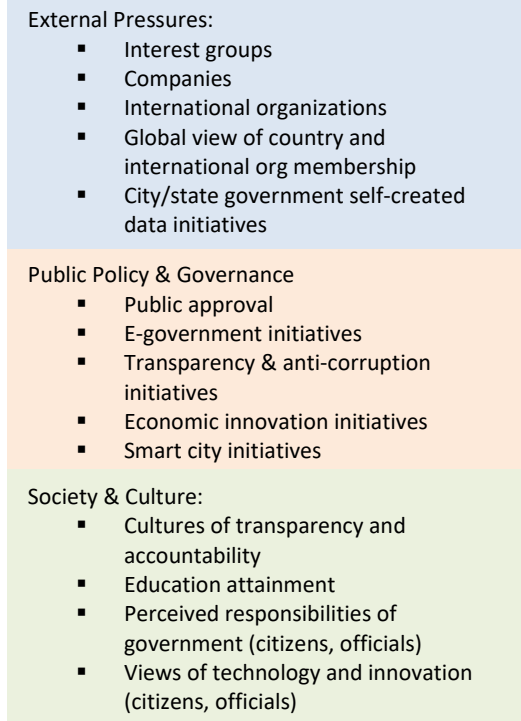 External Pressures:
▪ Interest groups
▪ Companies
▪ International organizations
▪ Global view of country and
international org membership
▪ City/state government self-created
data initiatives
Public Policy & Governance
▪ Public approval
▪ E-government initiatives
▪ Transparency & anti-corruption
initiatives
▪ Economic innovation initiatives
▪ Smart city initiatives
Society & Culture:
▪ Cultures of transparency and
accountability
▪ Education attainment
▪ Perceived responsibilities of
government (citizens, officials)
▪ Views of technology and innovation
(citizens, officials)